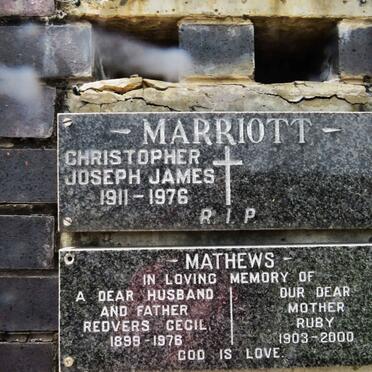 - MARRIOTT -
CHRISTOPHER
JOSEPH JAMES
1911 - 1976
R I P
- MATHEWS -
IN LOVING MEMORY OF
A DEAR HUSBAND
AND FATHER
REDVERS CECIL
1899-1976
OUR DEAR
MOTHER
RUBY
1903-2000
GOD IS LOVE.